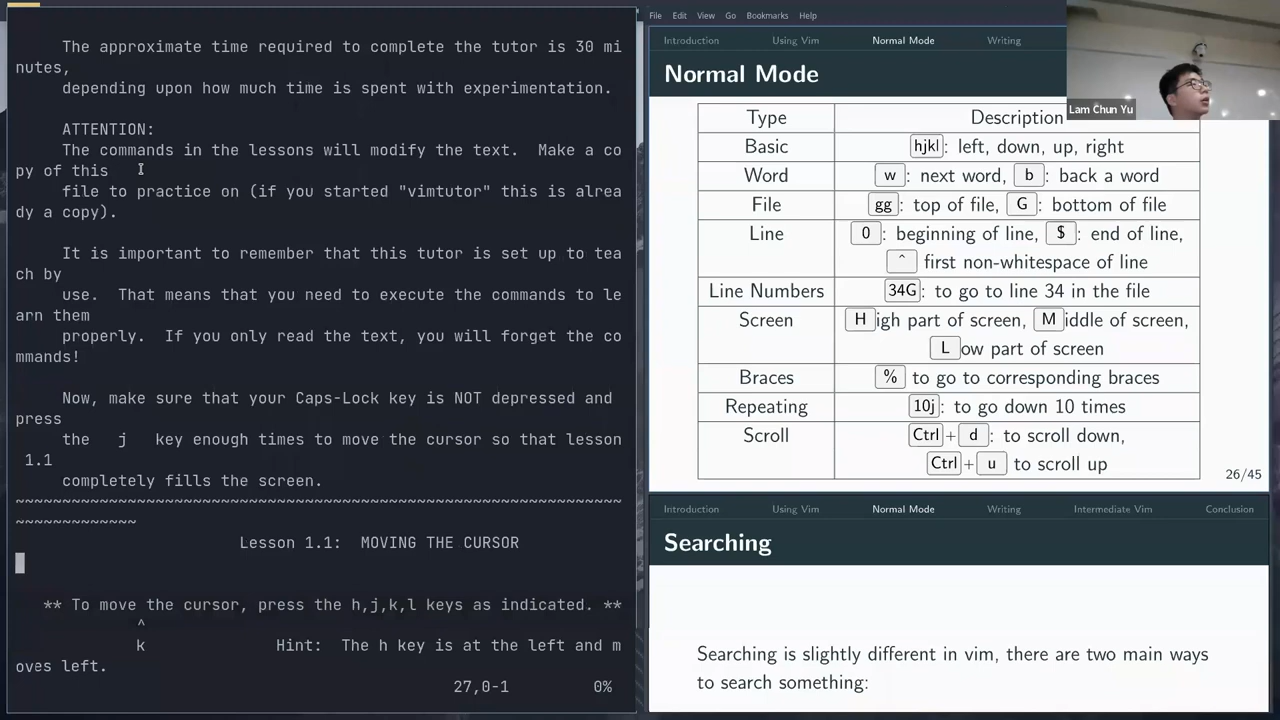 The approximate time required to complete the tutor is 30 mi
nutes,
depending upon how much time is spent with experimentation.
ATTENTION:
The commands in the lessons will modify the text.  Make a co
py of this
file to practice on (if you started "vimtutor" this is alrea
dy a copy).
It is important to remember that this tutor is set up to tea
ch by
use.  That means that you need to execute the commands to le
arn them
properly.  If you only read the text, you will forget the co
mmands!
Now, make sure that your Caps-Lock key is NOT depressed and
press
the   j   key enough times to move the cursor so that lesson
1.1
completely fills the screen.
~~~~~~~~~~~~~~~~~~~~~~~~~~~~~~~~~~~~~~~~~~~~~~~~~~~~~~~~~~~~~~~~~~
~~~~~~~~~~~~~
Lesson 1.1:  MOVING THE CURSOR
** To move the cursor, press the h,j,k,l keys as indicated. **
^
k             Hint:  The h key is at the left and m
oves left.
27,0-1         0%
File Edit View Go Bookmarks Help
Introduction Using Vim Normal Mode Writing
Normal Mode
Lam Chun Yu
Type Description
Basic hjkl: left, down, up, right
Word w: next word, b: back a word
File gg: top of file, G: bottom of file
Line 0: beginning of line, $: end of line,
^ first non-whitespace of line
Line Numbers 34G: to go to line 34 in the file
Screen High part of screen, Middle of screen,
Low part of screen
Braces % to go to corresponding braces
Repeating 10j: to go down 10 times
Scroll Ctrl+d: to scroll down,
Ctrl+u to scroll up
26/45
Introduction Using Vim Normal Mode Writing Intermediate Vim Conclusion
Searching
Searching is slightly different in vim, there are two main ways
to search something: